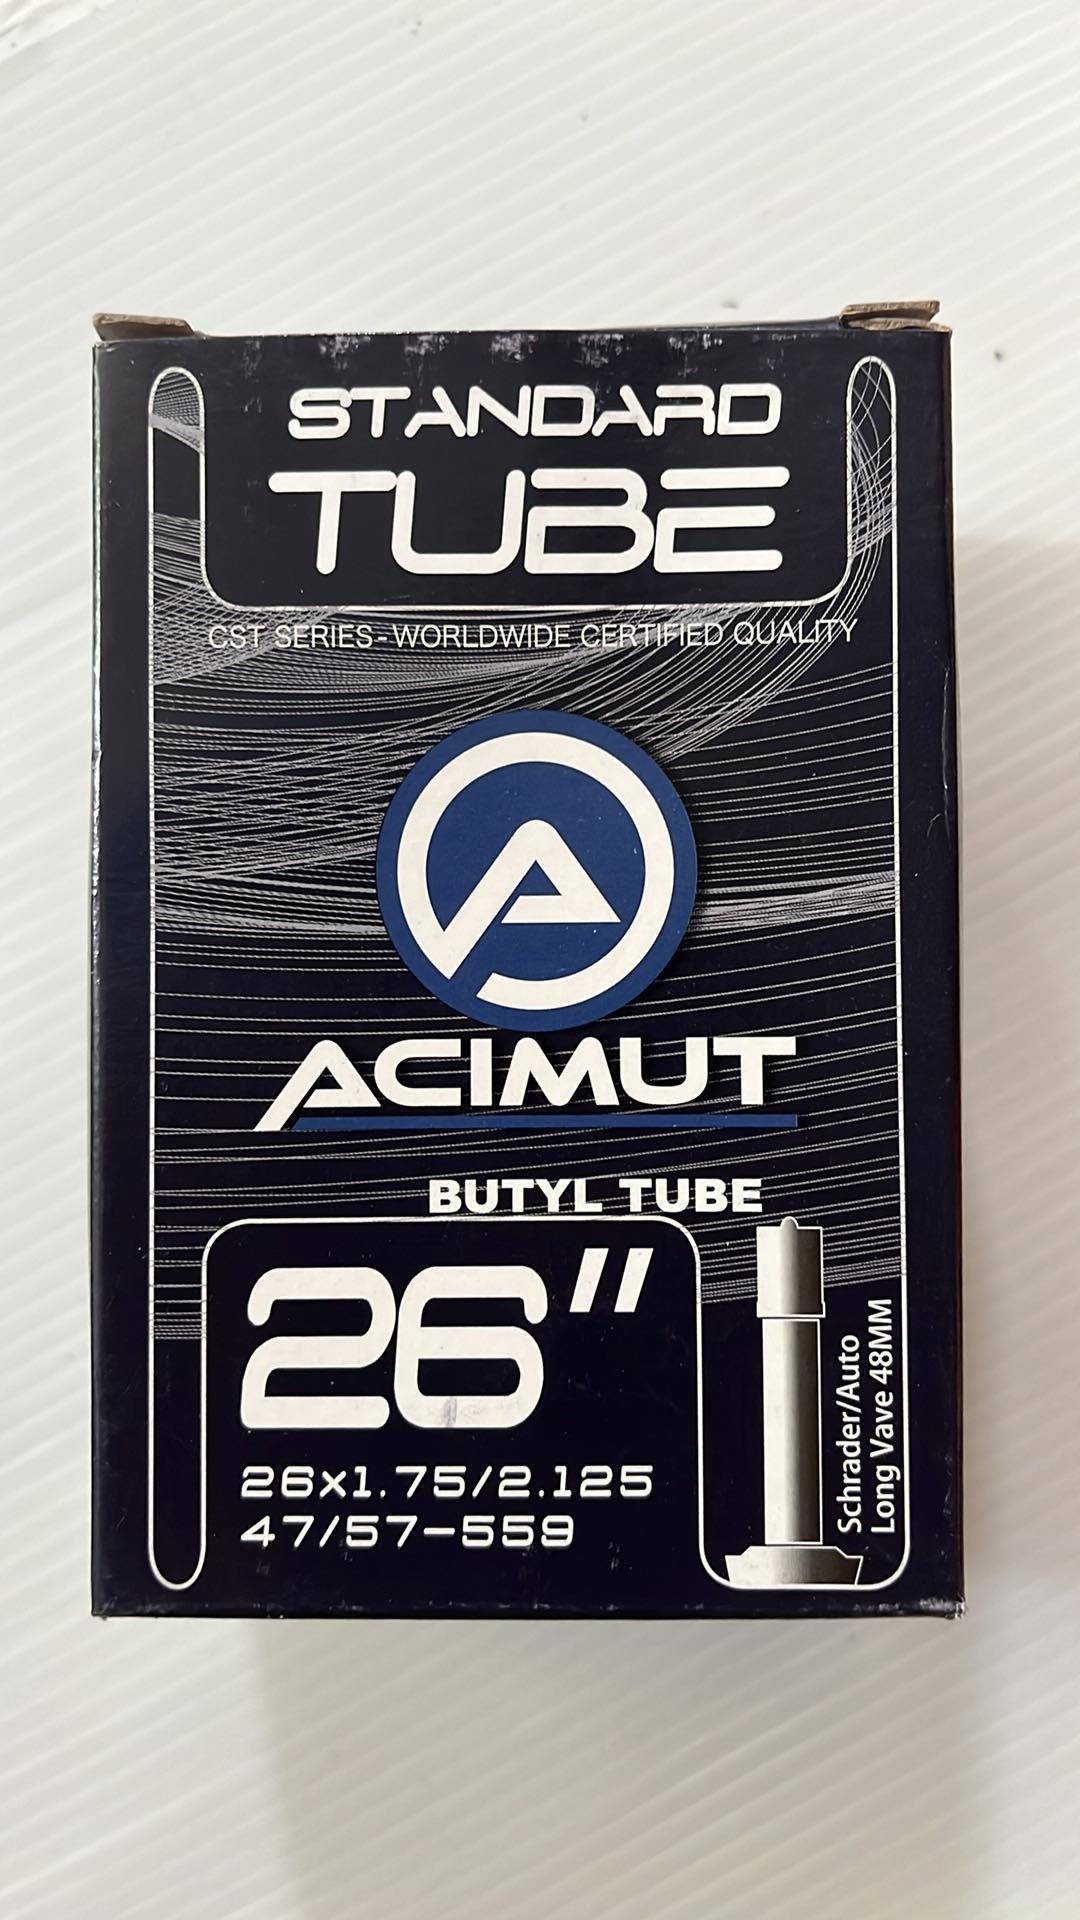 STANDARD
TUBE
CST SERIES-WORLDWIDE CERTIFIED QUALITY
ACIMUT
BUTYL TUBE
26"
26x1.75/2.125
47/57-559
Schrader/Auto
Long Vave 48MM